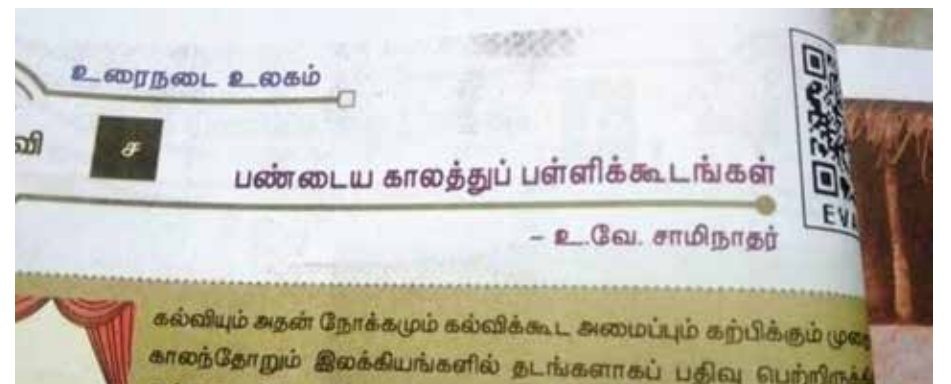 உரைநடை உலகம்
வி
ச
பண்டைய காலத்துப் பள்ளிக்கூடங்கள்
– உ.வே. சாமிநாதர்
கல்வியும் அதன் நோக்கமும் கல்விக்கூட அமைப்பும் கற்பிக்கும்
காலந்தோறும் இலக்கியங்களில் தடங்களாகப் பதிவு